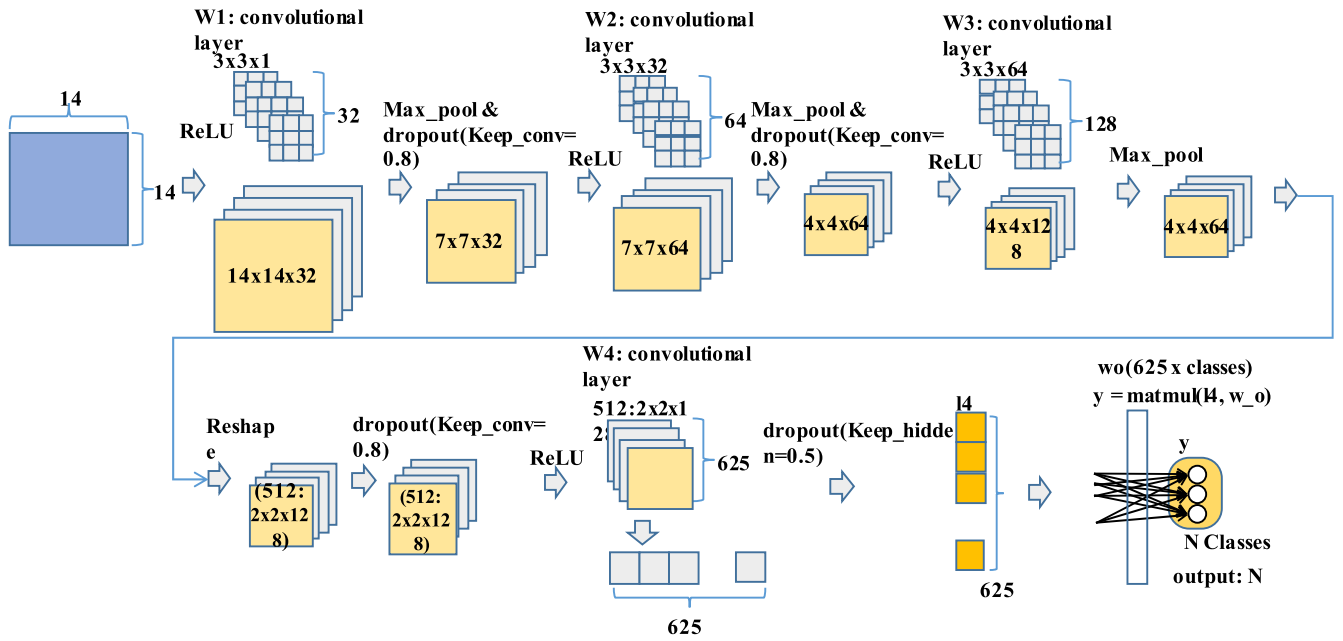 W1: convolutional
layer
3x3x1
32
14
14
ReLU
14x14x32
Max_pool &
dropout(Keep_conv=
0.8)
7x7x32
W2: convolutional
layer
3x3x32
64
ReLU
7x7x64
Max_pool &
dropout(Keep_conv=
0.8)
4x4x64
W3: convolutional
layer
3x3x64
128
ReLU
4x4x12
8
Max_pool
4x4x64
Reshap
e
(512:
2x2x12
8)
dropout(Keep_conv=
0.8)
(512:
2x2x12
8)
W4: convolutional
layer
512:2x2x1
28
ReLU
625
625
dropout(Keep_hidde
n=0.5)
l4
625
wo(625 x classes)
y = matmul(l4, w_o)
y
N Classes
output: N